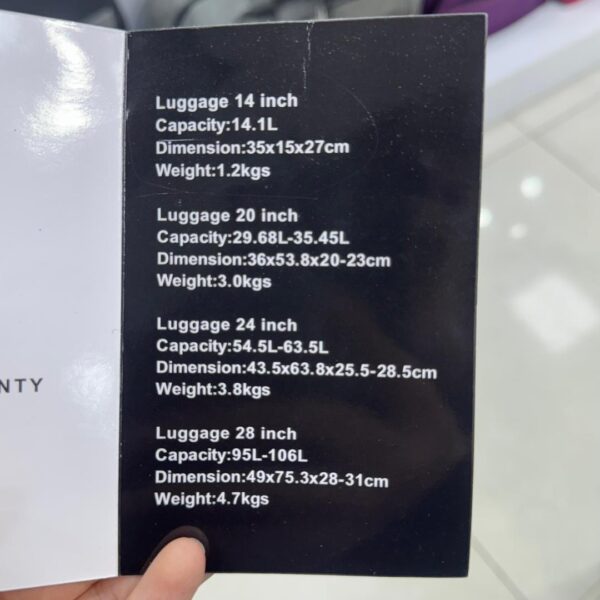 NTY
Luggage 14 inch
Capacity:14.1L
Dimension:35x15x27cm
Weight:1.2kgs
Luggage 20 inch
Capacity:29.68L-35.45L
Dimension:36x53.8x20-23cm
Weight:3.0kgs
Luggage 24 inch
Capacity:54.5L-63.5L
Dimension:43.5x63.8x25.5-28.5cm
Weight:3.8kgs
Luggage 28 inch
Capacity:95L-106L
Dimension:49x75.3x28-31cm
Weight:4.7kgs